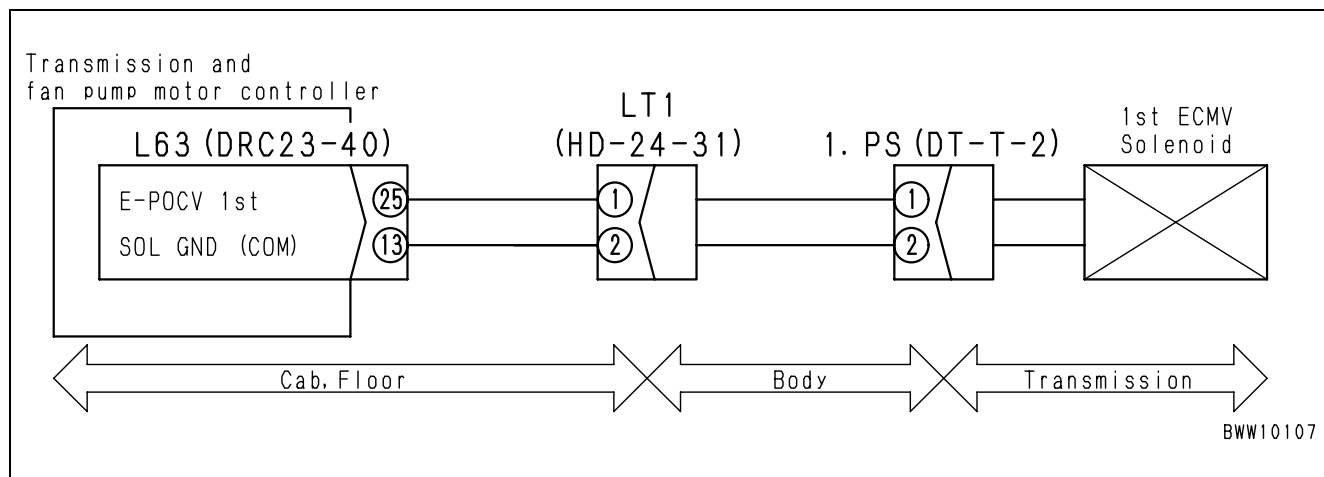 Transmission and
fan pump motor controller
L63 (DRC23-40)
LT1
(HD-24-31)
1. PS (DT-T-2)
1st ECMV
Solenoid
E-POCV 1st
25
1
1
SOL GND (COM)
13
2
2
Cab, Floor
Body
Transmission
BWW10107